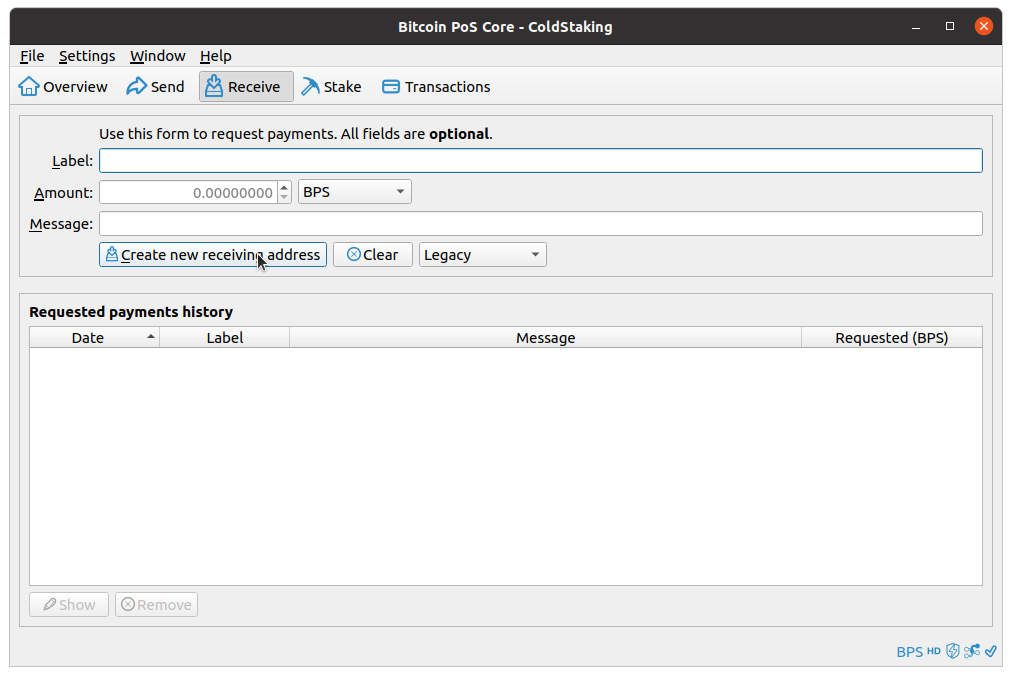 Bitcoin PoS Core - ColdStaking
File Settings Window Help
Overview Send Receive Stake Transactions
Use this form to request payments. All fields are optional.
Label:
Amount: 0.00000000 BPS
Message:
Create new receiving address Clear Legacy
Requested payments history
Date Label Message Requested (BPS)
Show Remove
BPS HD